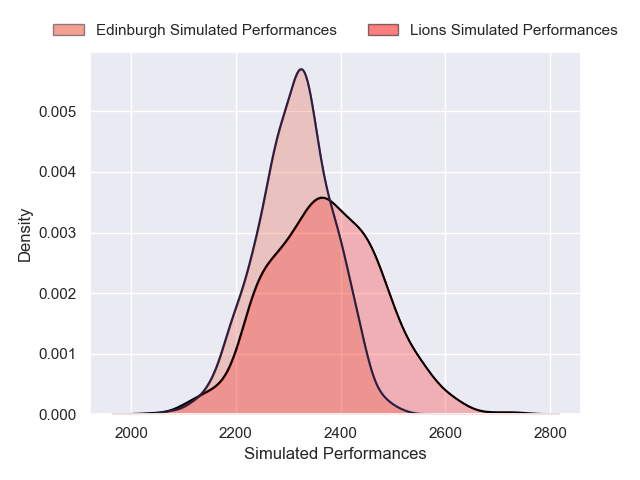 Edinburgh Simulated Performances
Lions Simulated Performances
Density
0.005
0.004
0.003
0.002
0.001
0.000
2000
2200
2400
2600
2800
Simulated Performances